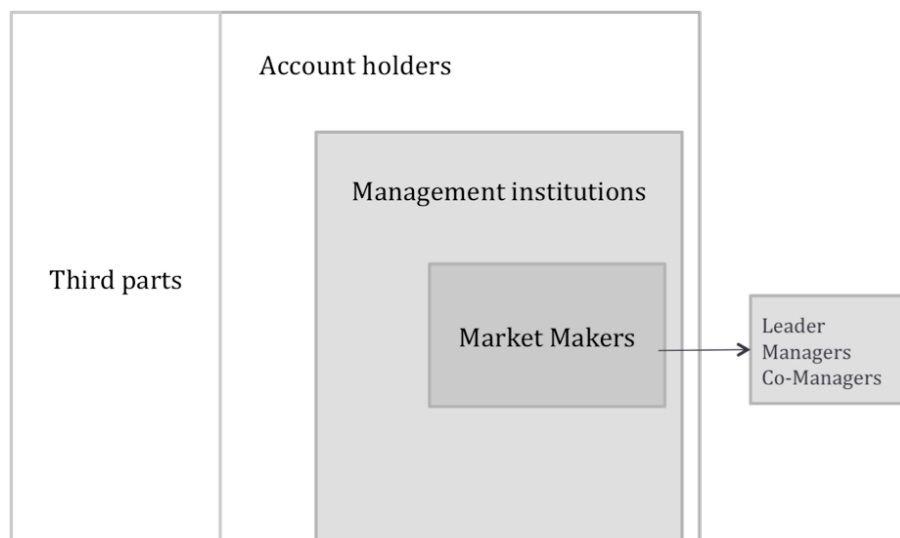 Account holders
Management institutions
Third parts
Market Makers
Leader
Managers
Co-Managers